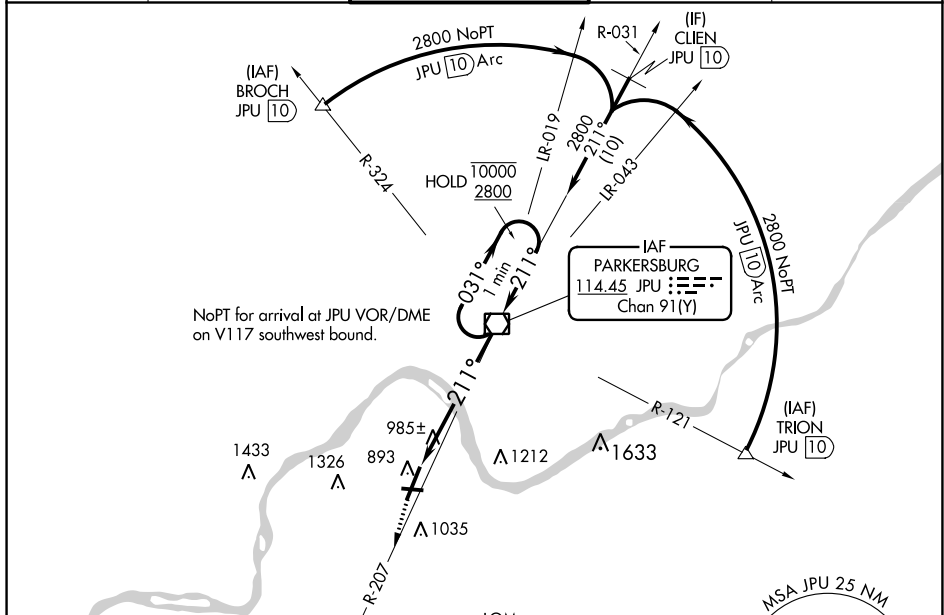 2800 NoPT
JPU 10 Arc
R-031
(IF)
CLIEN
JPU 10
(IAF)
BROCH
JPU 10
R-324
LR-019
2800
211°
(10)
LR-043
HOLD 10000
2800
031°
1 min
211°
2800 NoPT
JPU 10 Arc
IAF
PARKERSBURG
114.45 JPU
Chan 91(Y)
NoPT for arrival at JPU VOR/DME
on V117 southwest bound.
211°
R-121
(IAF)
TRION
JPU 10
985±
1433
1326
893
1212
1633
1035
R-207
MSA JPU 25 NM